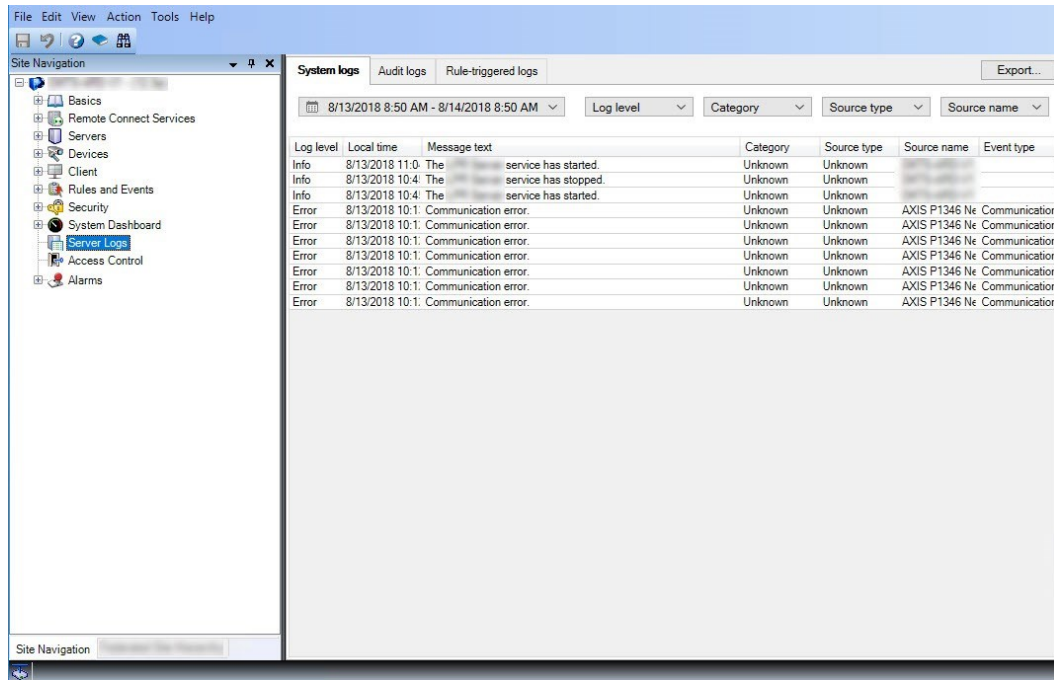 File Edit View Action Tools Help
Site Navigation
System logs Audit logs Rule-triggered logs Export...
8/13/2018 8:50 AM - 8/14/2018 8:50 AM Log level Category Source type Source name
Basics
Remote Connect Services
Servers
Devices
Client
Rules and Events
Security
System Dashboard
Server Logs
Access Control
Alarms
Log level Local time Message text Category Source type Source name Event type
Info 8/13/2018 11:0 The service has started. Unknown Unknown
Info 8/13/2018 10:4 The service has stopped. Unknown Unknown
Info 8/13/2018 10:4 The service has started. Unknown Unknown
Error 8/13/2018 10:1 Communication error. Unknown Unknown AXIS P1346 Ne Communication
Error 8/13/2018 10:1 Communication error. Unknown Unknown AXIS P1346 Ne Communication
Error 8/13/2018 10:1 Communication error. Unknown Unknown AXIS P1346 Ne Communication
Error 8/13/2018 10:1 Communication error. Unknown Unknown AXIS P1346 Ne Communication
Error 8/13/2018 10:1 Communication error. Unknown Unknown AXIS P1346 Ne Communication
Error 8/13/2018 10:1 Communication error. Unknown Unknown AXIS P1346 Ne Communication
Error 8/13/2018 10:1 Communication error. Unknown Unknown AXIS P1346 Ne Communication
Site Navigation